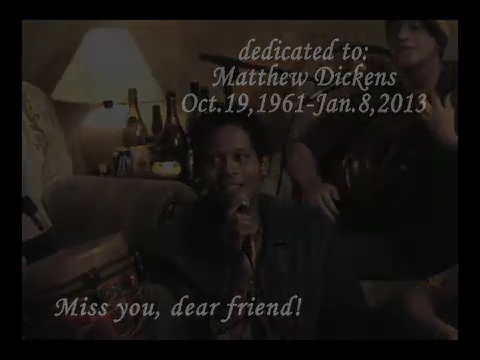 dedicated to:
Matthew Dickens
Oct.19,1961-Jan.8,2013
Miss you, dear friend!